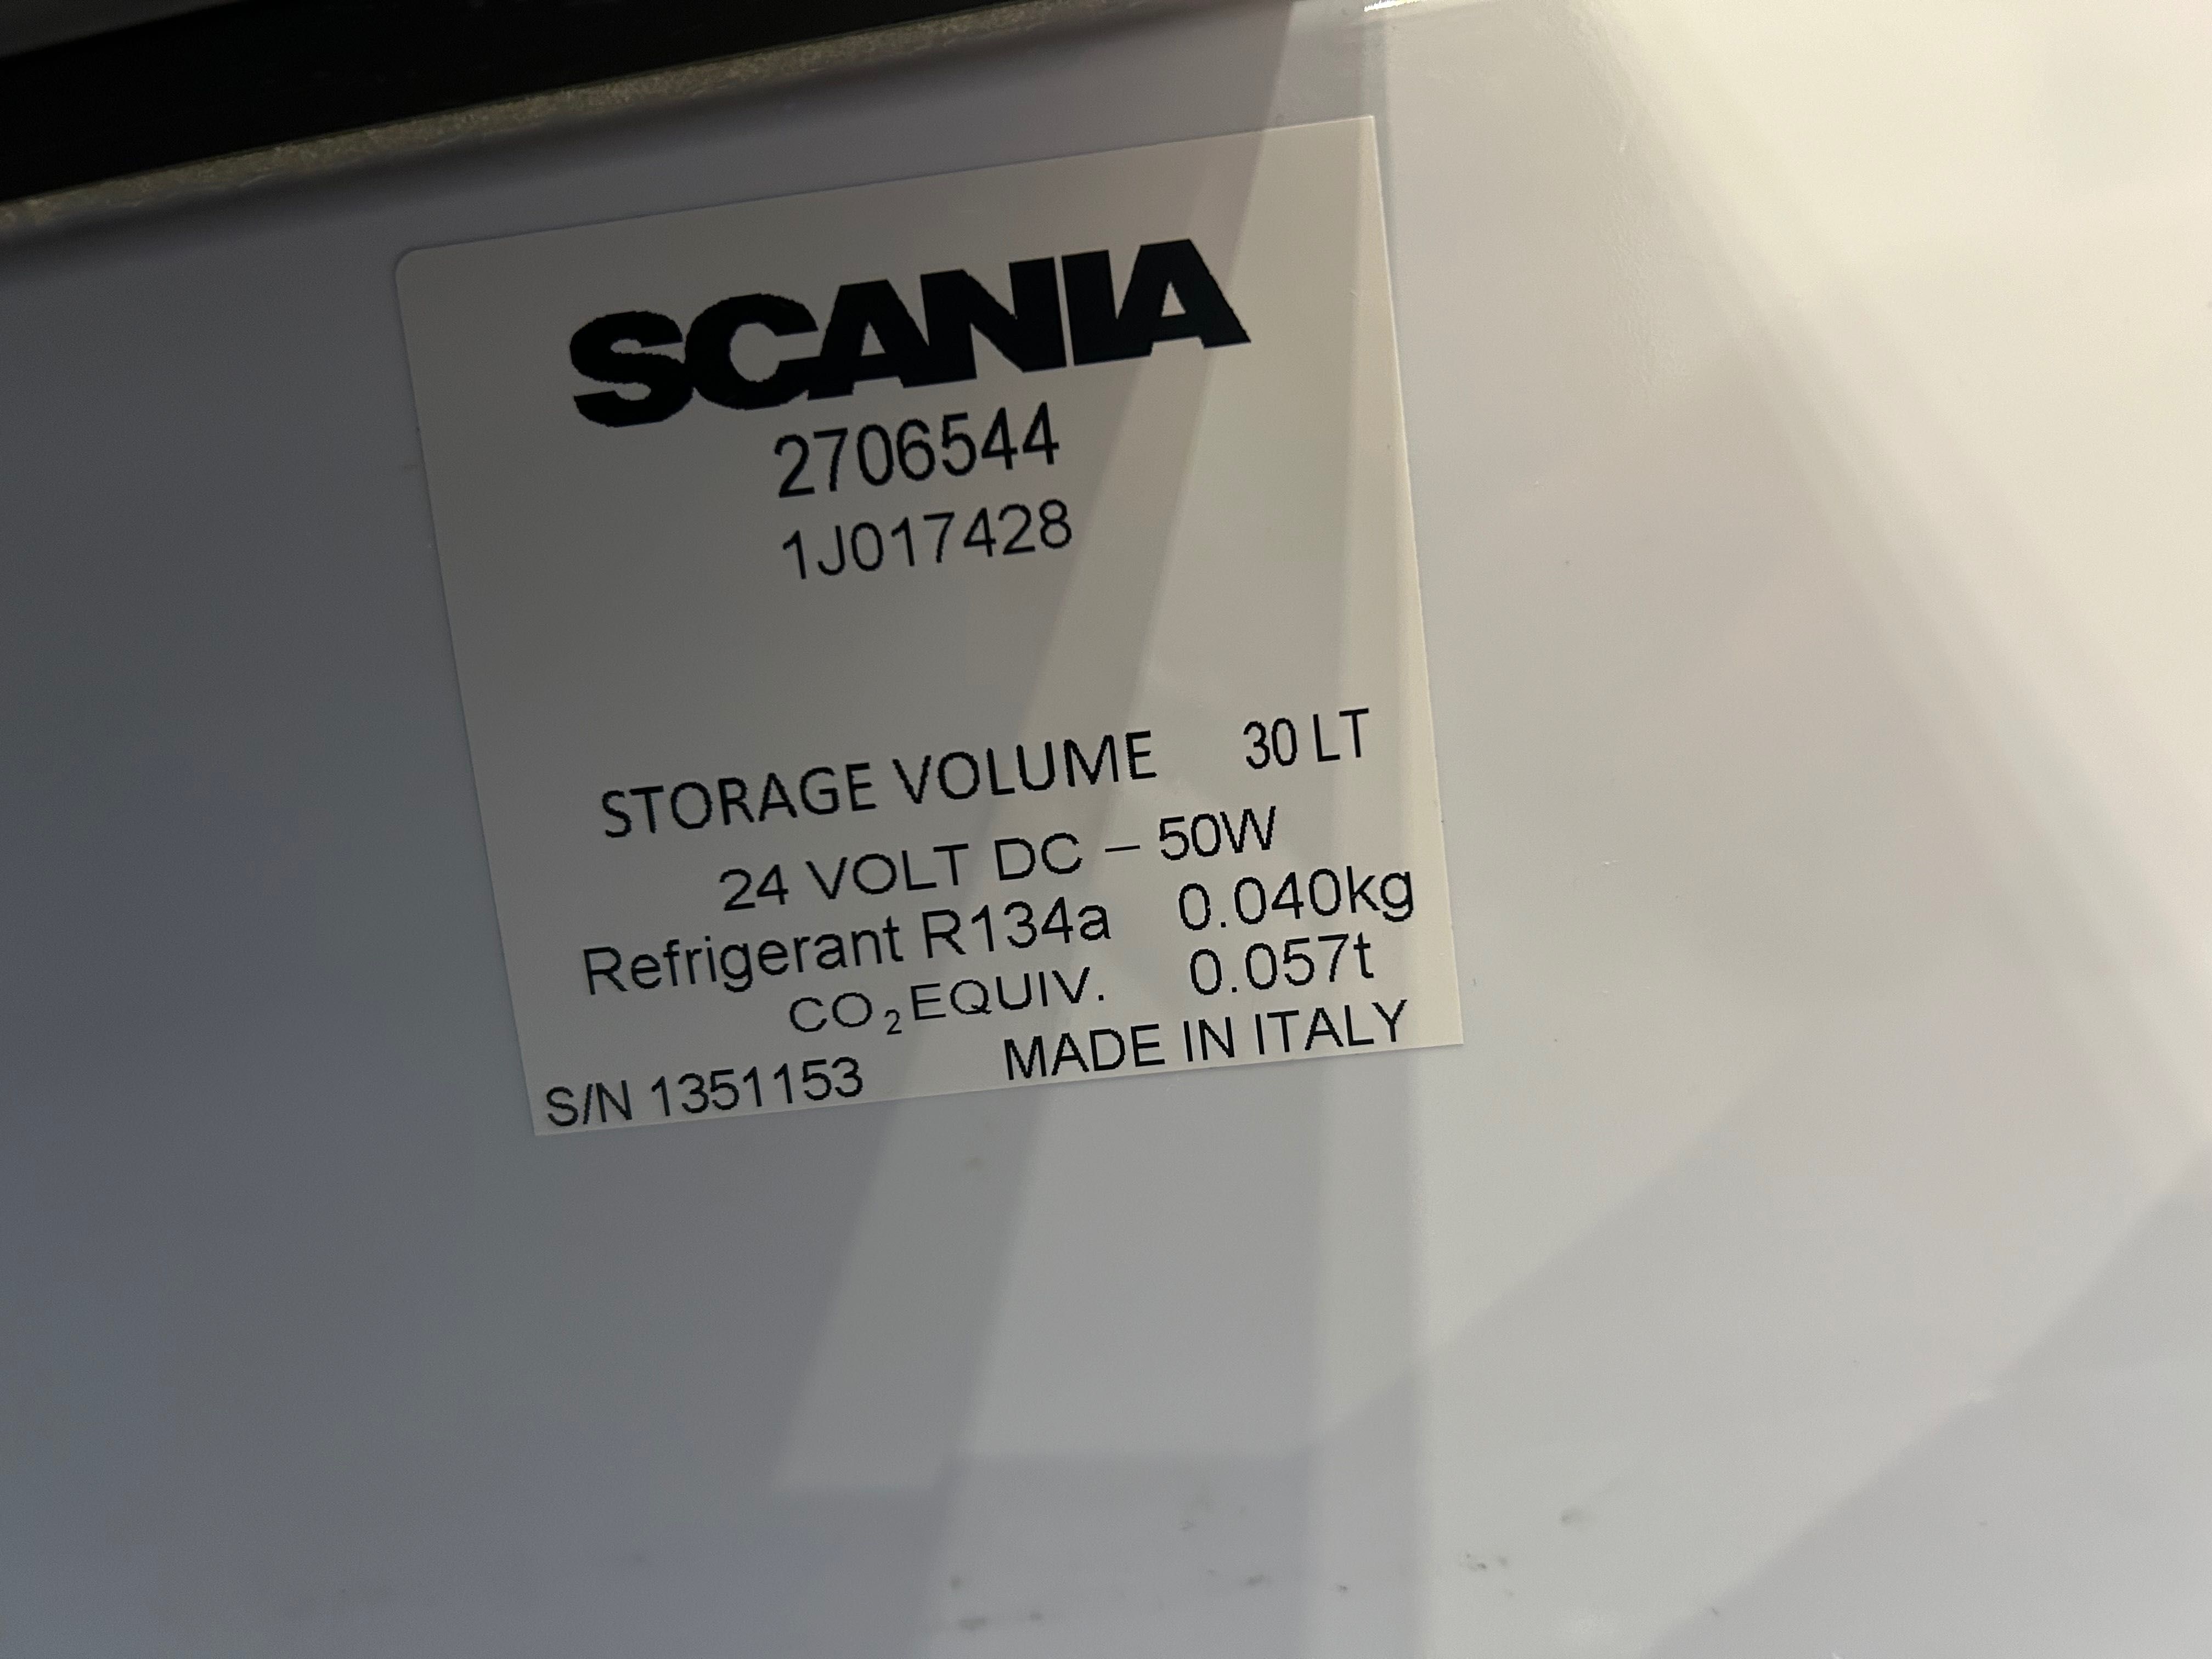 SCANIA
2706544
1J017428
STORAGE VOLUME 30 LT
24 VOLT DC – 50W
Refrigerant R134a 0.040kg
CO₂ EQUIV. 0.057t
S/N 1351153 MADE IN ITALY